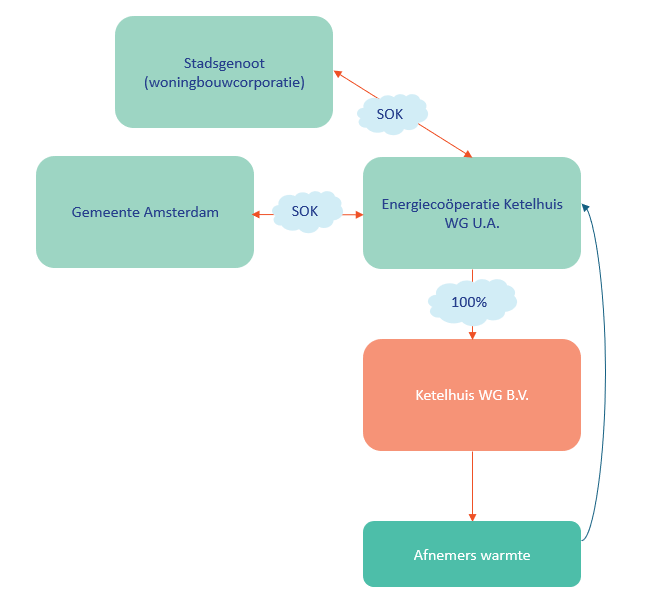 Stadsgenoot
(woningbouwcorporatie)
SOK
Gemeente Amsterdam
SOK
Energiecoöperatie Ketelhuis
WG U.A.
100%
Ketelhuis WG B.V.
Afnemers warmte